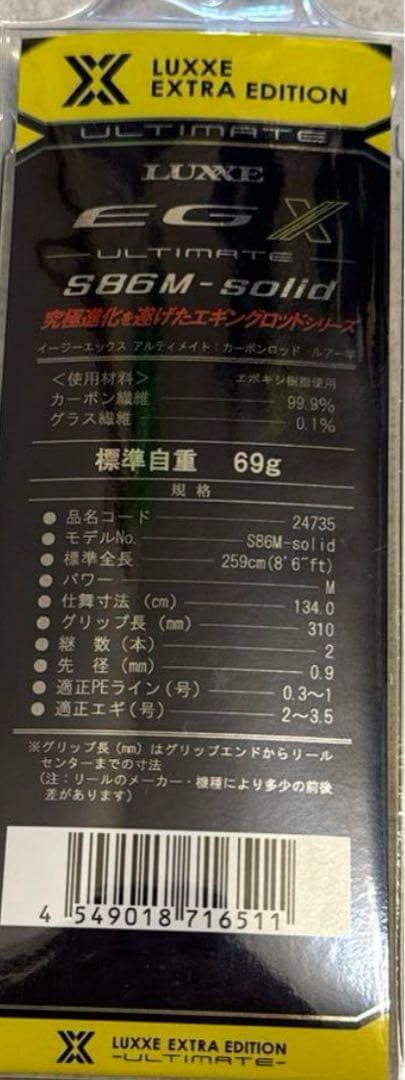 LUXXE
EXTRA EDITION
ULTIMATE
LUXXE
EGX
ULTIMATE
S86M-solid
究極進化を遂げたエギングロッドシリーズ
イージーエックス アルティメイト:カーボンロッド ルアー竿
<使用材料> エポキシ樹脂使用
カーボン繊維 99.9%
グラス繊維 0.1%
標準自重 69g
規格
● 品名コード 24735
● モデルNo. S86M-solid
● 標準全長 259cm(8'6"ft)
● パワー M
● 仕舞寸法 (cm) 134.0
● グリップ長 (mm) 310
● 継 数 (本) 2
● 先 径 (mm) 0.9
● 適正PEライン(号) 0.3~1
● 適正エギ(号) 2~3.5
※グリップ長(mm)はグリップエンドからリール
センターまでの寸法
(注:リールのメーカー・機種により多少の前後
差があります)
4 549018 716511
LUXXE EXTRA EDITION
-ULTIMATE-